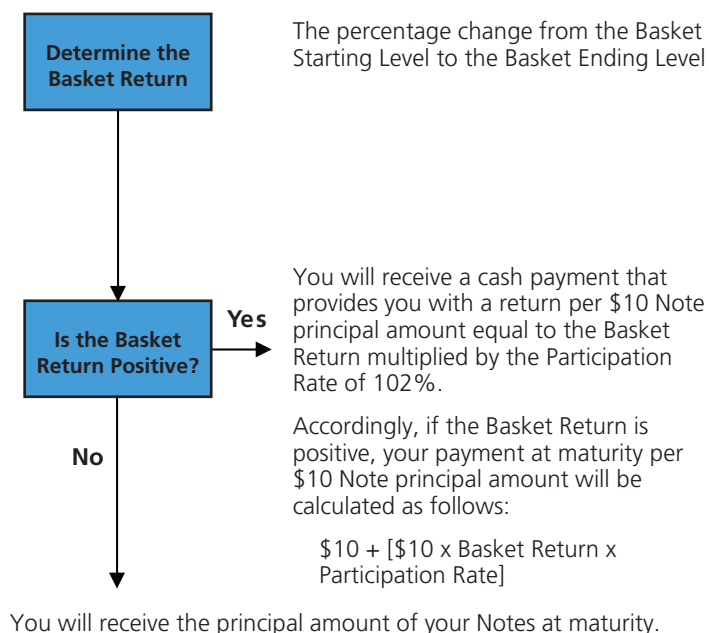 Determine the
Basket Return
The percentage change from the Basket
Starting Level to the Basket Ending Level
Is the Basket
Return Positive?
Yes
You will receive a cash payment that
provides you with a return per $10 Note
principal amount equal to the Basket
Return multiplied by the Participation
Rate of 102%.
Accordingly, if the Basket Return is
positive, your payment at maturity per
$10 Note principal amount will be
calculated as follows:
$10 + [$10 x Basket Return x
Participation Rate]
No
You will receive the principal amount of your Notes at maturity.